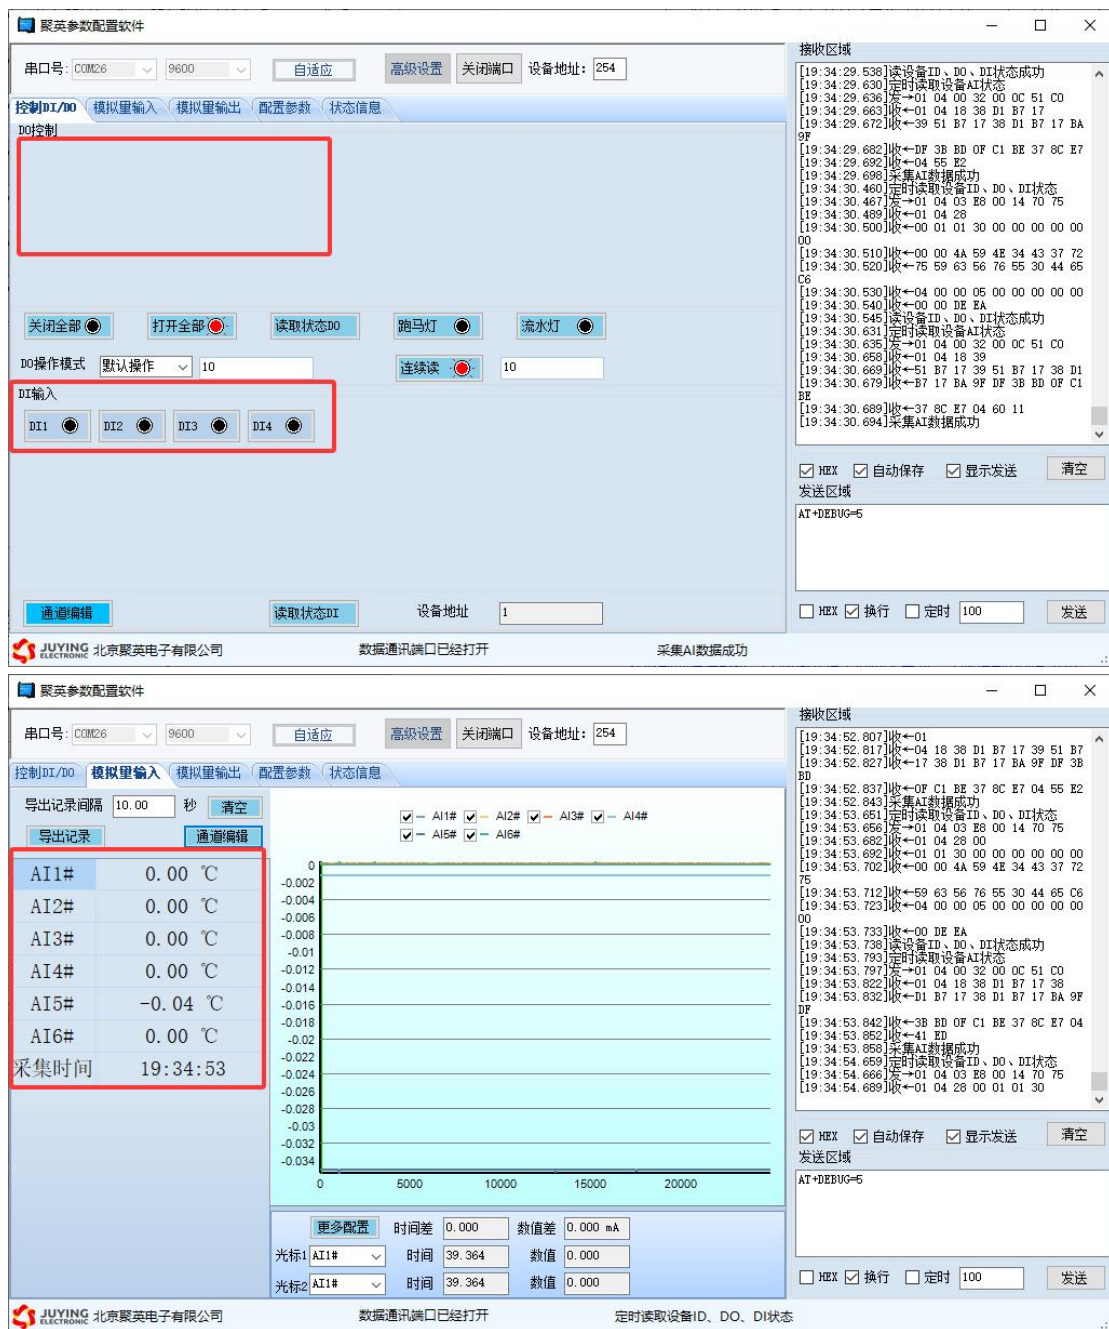 聚英参数配置软件
串口号: COM26 9600 自适应 高级设置 关闭端口 设备地址: 254
控制DI/DO 模拟里输入 模拟里输出 配置参数 状态信息
DO控制
关闭全部 打开全部 读取状态DO 跑马灯 流水灯
DO操作模式 默认操作 10 连续读 10
DI输入
DI1 DI2 DI3 DI4
通道编辑 读取状态DI 设备地址 1
接收区域
[19:34:29.538]读设备ID、DO、DI状态成功
[19:34:29.630]定时读取设备AI状态
[19:34:29.636]发→01 04 00 32 00 0C 51 C0
[19:34:29.663]收←01 04 18 38 D1 B7 17
[19:34:29.672]收←39 51 B7 17 38 D1 B7 17 BA
9F
[19:34:29.682]收←DF 3B BD 0F C1 BE 37 8C E7
[19:34:29.692]收←04 55 E2
[19:34:29.698]采集AI数据成功
[19:34:30.460]定时读取设备ID、DO、DI状态
[19:34:30.467]发→01 04 03 E8 00 14 70 75
[19:34:30.489]收←01 04 28
[19:34:30.500]收←00 01 01 30 00 00 00 00 00
00
[19:34:30.510]收←00 00 4A 59 4E 34 43 37 72
[19:34:30.520]收←75 59 63 56 76 55 30 44 65
C6
[19:34:30.530]收←04 00 00 05 00 00 00 00 00
[19:34:30.540]收←00 00 DE EA
[19:34:30.545]读设备ID、DO、DI状态成功
[19:34:30.631]定时读取设备AI状态
[19:34:30.635]发→01 04 00 32 00 0C 51 C0
[19:34:30.658]收←01 04 18 39
[19:34:30.669]收←51 B7 17 39 51 B7 17 38 D1
[19:34:30.679]收←B7 17 BA 9F DF 3B BD 0F C1
BE
[19:34:30.689]收←37 8C E7 04 60 11
[19:34:30.694]采集AI数据成功
HEX 自动保存 显示发送 清空
发送区域
AT+DEBUG=5
HEX 换行 定时 100 发送
JUYING ELECTRONIC 北京聚英电子有限公司 数据通讯端口已经打开 采集AI数据成功
聚英参数配置软件
串口号: COM26 9600 自适应 高级设置 关闭端口 设备地址: 254
控制DI/DO 模拟里输入 模拟里输出 配置参数 状态信息
导出记录间隔 10.00 秒 清空
导出记录 通道编辑
AI1# 0.00 ℃
AI2# 0.00 ℃
AI3# 0.00 ℃
AI4# 0.00 ℃
AI5# -0.04 ℃
AI6# 0.00 ℃
采集时间 19:34:53
AI1# AI2# AI3# AI4#
AI5# AI6#
0
-0.002
-0.004
-0.006
-0.008
-0.01
-0.012
-0.014
-0.016
-0.018
-0.02
-0.022
-0.024
-0.026
-0.028
-0.03
-0.032
-0.034
0 5000 10000 15000 20000
更多配置 时间差 0.000 数值差 0.000 mA
光标1 AI1# 时间 39.364 数值 0.000
光标2 AI1# 时间 39.364 数值 0.000
接收区域
[19:34:52.807]收←01
[19:34:52.817]收←04 18 38 D1 B7 17 39 51 B7
[19:34:52.827]收←17 38 D1 B7 17 BA 9F DF 3B
BD
[19:34:52.837]收←0F C1 BE 37 8C E7 04 55 E2
[19:34:52.843]采集AI数据成功
[19:34:53.651]定时读取设备ID、DO、DI状态
[19:34:53.656]发→01 04 03 E8 00 14 70 75
[19:34:53.682]收←01 04 28 00
[19:34:53.692]收←01 01 30 00 00 00 00 00 00
[19:34:53.702]收←00 00 4A 59 4E 34 43 37 72
75
[19:34:53.712]收←59 63 56 76 55 30 44 65 C6
[19:34:53.723]收←04 00 00 05 00 00 00 00 00
00
[19:34:53.733]收←00 DE EA
[19:34:53.738]读设备ID、DO、DI状态成功
[19:34:53.793]定时读取设备AI状态
[19:34:53.797]发→01 04 00 32 00 0C 51 C0
[19:34:53.822]收←01 04 18 38 D1 B7 17 38
[19:34:53.832]收←D1 B7 17 38 D1 B7 17 BA 9F
DF
[19:34:53.842]收←3B BD 0F C1 BE 37 8C E7 04
[19:34:53.852]收←41 ED
[19:34:53.858]采集AI数据成功
[19:34:54.659]定时读取设备ID、DO、DI状态
[19:34:54.666]发→01 04 03 E8 00 14 70 75
[19:34:54.689]收←01 04 28 00 01 01 30
HEX 自动保存 显示发送 清空
发送区域
AT+DEBUG=5
HEX 换行 定时 100 发送
JUYING ELECTRONIC 北京聚英电子有限公司 数据通讯端口已经打开 定时读取设备ID、DO、DI状态